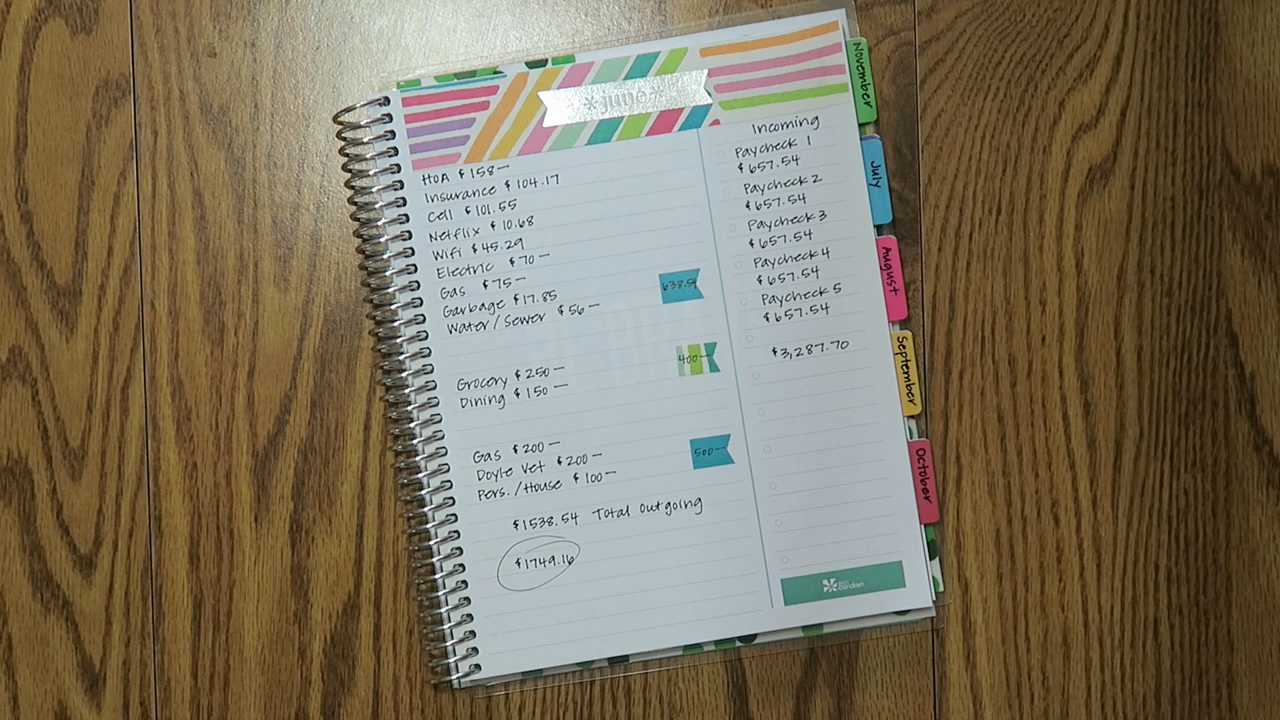 *june*
HOA $158—
Insurance $104.17
Cell $101.55
Netflix $10.68
Wifi $45.29
Electric $70—
Gas $75—
Garbage $17.85
Water/Sewer $56—
638.54
Grocery $250—
Dining $150—
400—
Gas $200—
Doyle Vet $200—
Pers./House $100—
500—
$1538.54 Total Outgoing
$1749.16
Incoming
Paycheck 1
$657.54
Paycheck 2
$657.54
Paycheck 3
$657.54
Paycheck 4
$657.54
Paycheck 5
$657.54
$3,287.70
erin
condren
November
July
August
September
October